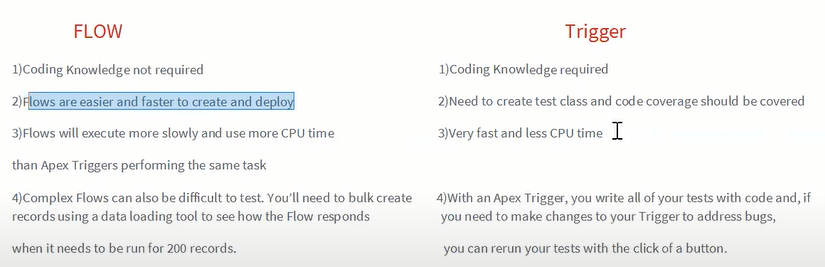 FLOW
1)Coding Knowledge not required
2)Flows are easier and faster to create and deploy
3)Flows will execute more slowly and use more CPU time
than Apex Triggers performing the same task
4)Complex Flows can also be difficult to test. You'll need to bulk create
records using a data loading tool to see how the Flow responds
when it needs to be run for 200 records.
Trigger
1)Coding Knowledge required
2)Need to create test class and code coverage should be covered
3)Very fast and less CPU time
4)With an Apex Trigger, you write all of your tests with code and, if
you need to make changes to your Trigger to address bugs,
you can rerun your tests with the click of a button.